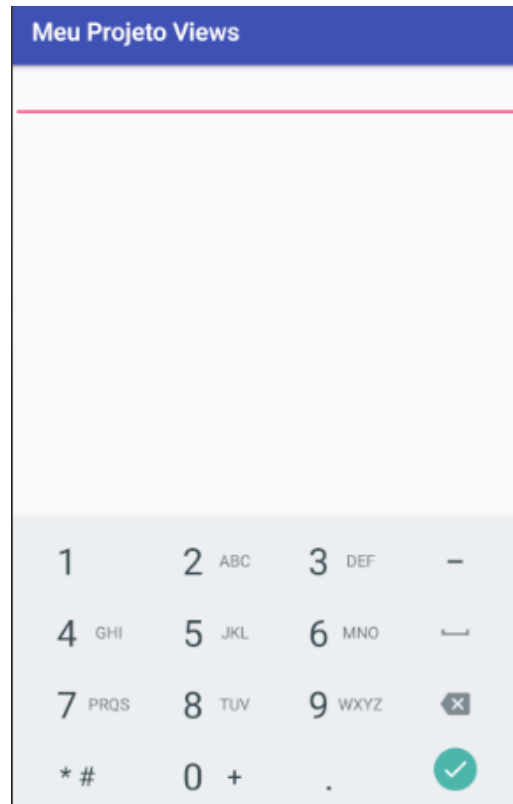 Meu Projeto Views
1 2 ABC 3 DEF -
4 GHI 5 JKL 6 MNO
7 PRQS 8 TUV 9 WXYZ
* # 0 + .